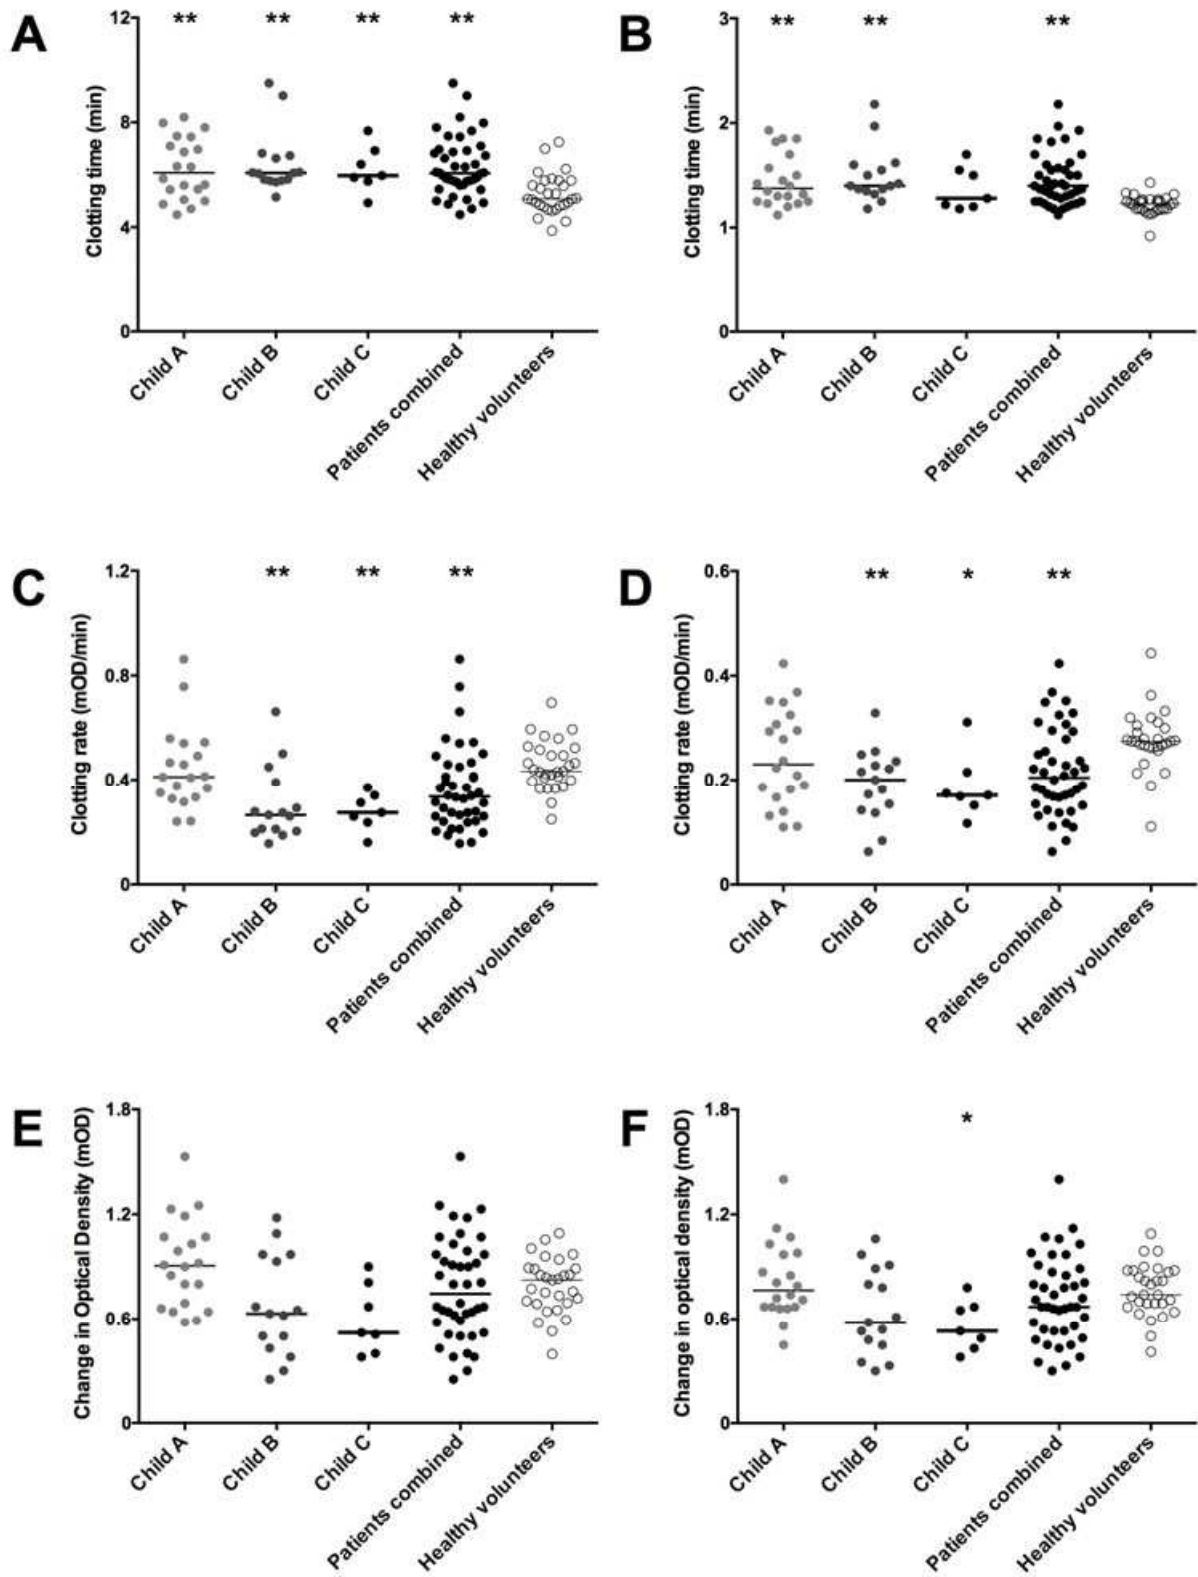 A
** ** ** **
Clotting time (min)
12
8
4
0
Child A
Child B
Child C
Patients combined
Healthy volunteers
B
** ** **
Clotting time (min)
3
2
1
0
Child A
Child B
Child C
Patients combined
Healthy volunteers
C
** ** **
Clotting rate (mOD/min)
1.2
0.8
0.4
0
Child A
Child B
Child C
Patients combined
Healthy volunteers
D
** * **
Clotting rate (mOD/min)
0.6
0.4
0.2
0
Child A
Child B
Child C
Patients combined
Healthy volunteers
E
Change in Optical Density (mOD)
1.8
1.2
0.6
0
Child A
Child B
Child C
Patients combined
Healthy volunteers
F
*
Change in optical density (mOD)
1.8
1.2
0.6
0
Child A
Child B
Child C
Patients combined
Healthy volunteers